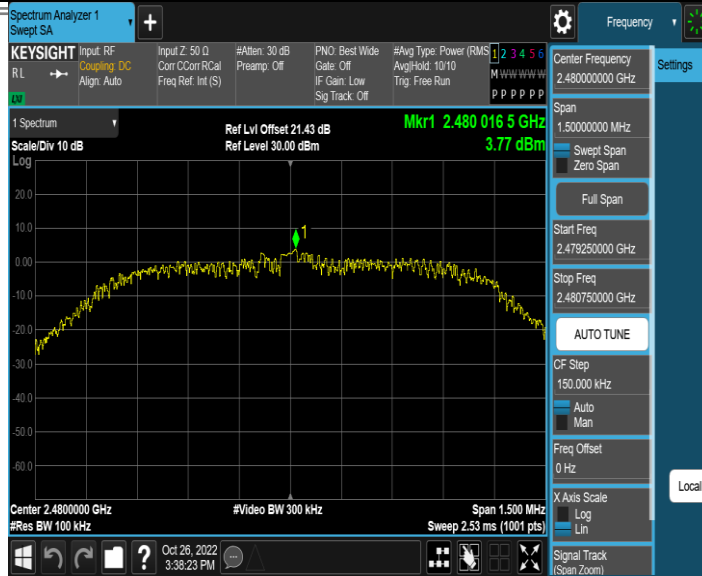 Spectrum Analyzer 1
Swept SA
Frequency
KEYSIGHT
RL
LXI
Input: RF
Coupling: DC
Align: Auto
Input Z: 50 Ω
Corr CCorr RCal
Freq Ref: Int (S)
#Atten: 30 dB
Preamp: Off
PNO: Best Wide
Gate: Off
IF Gain: Low
Sig Track: Off
#Avg Type: Power (RMS
Avg|Hold: 10/10
Trig: Free Run
1 2 3 4 5 6
M W W W W W
P P P P P P
1 Spectrum
Scale/Div 10 dB
Log
Ref Lvl Offset 21.43 dB
Ref Level 30.00 dBm
Mkr1 2.480 016 5 GHz
3.77 dBm
1
20.0
10.0
0.00
-10.0
-20.0
-30.0
-40.0
-50.0
-60.0
Center 2.4800000 GHz
#Res BW 100 kHz
#Video BW 300 kHz
Span 1.500 MHz
Sweep 2.53 ms (1001 pts)
?
Oct 26, 2022
3:38:23 PM
Center Frequency
2.480000000 GHz
Span
1.50000000 MHz
Swept Span
Zero Span
Full Span
Start Freq
2.479250000 GHz
Stop Freq
2.480750000 GHz
AUTO TUNE
CF Step
150.000 kHz
Auto
Man
Freq Offset
0 Hz
X Axis Scale
Log
Lin
Signal Track
(Span Zoom)
Settings
Local